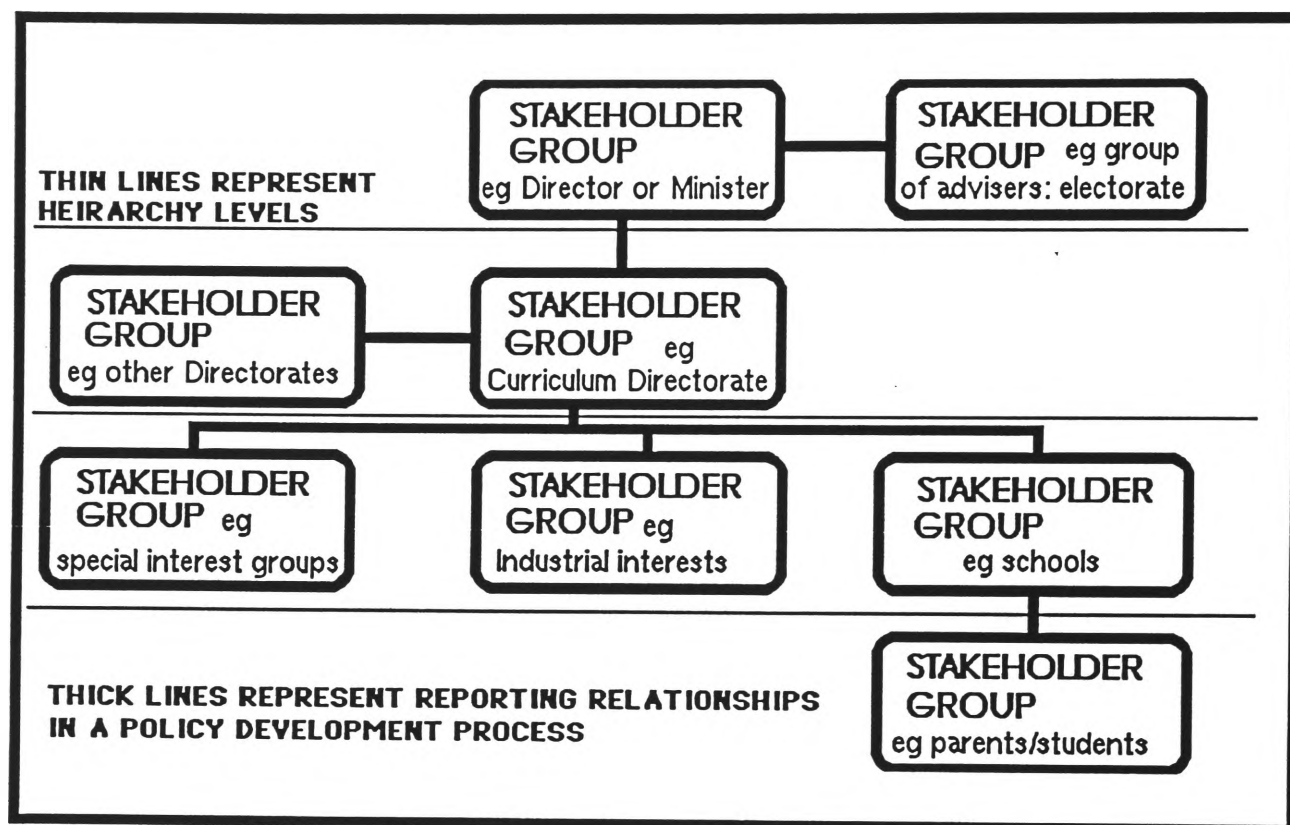 STAKEHOLDER
GROUP
eg Director or Minister
STAKEHOLDER
GROUP eg group
of advisers: electorate
THIN LINES REPRESENT
HEIRARCHY LEVELS
STAKEHOLDER
GROUP
eg other Directorates
STAKEHOLDER
GROUP eg
Curriculum Directorate
STAKEHOLDER
GROUP eg
special interest groups
STAKEHOLDER
GROUP eg
Industrial interests
STAKEHOLDER
GROUP
eg schools
THICK LINES REPRESENT REPORTING RELATIONSHIPS
IN A POLICY DEVELOPMENT PROCESS
STAKEHOLDER
GROUP
eg parents/students